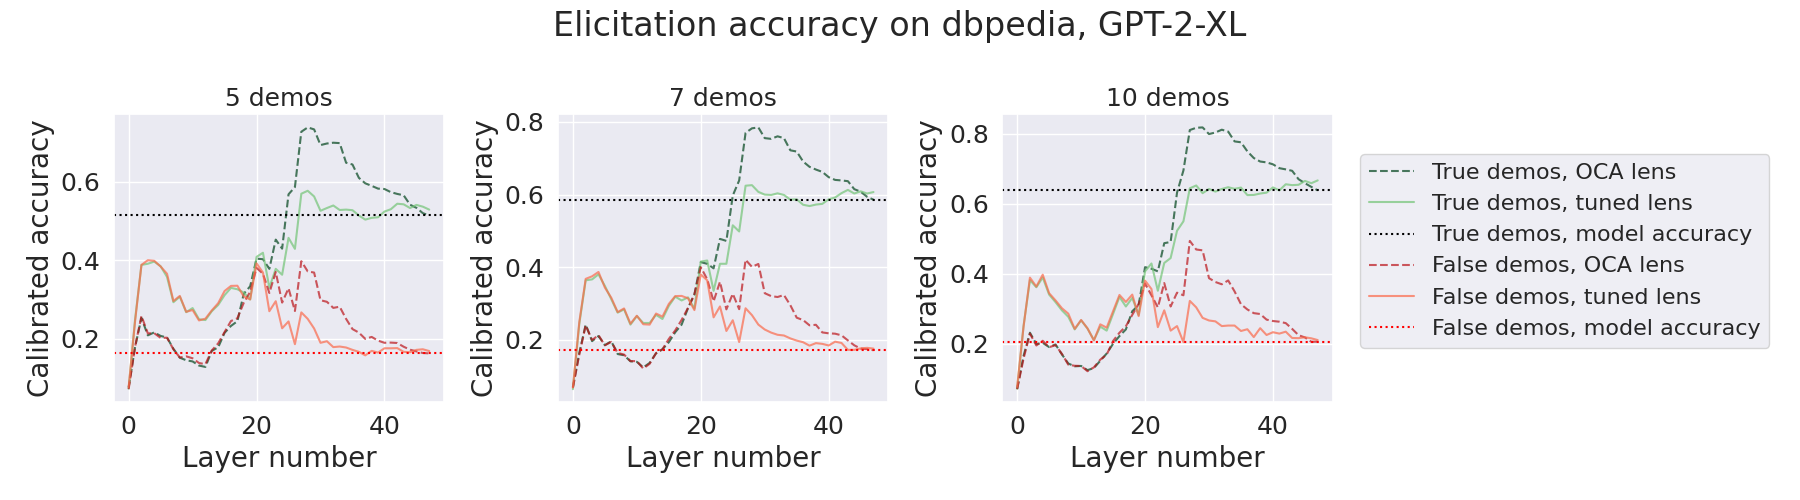 Elicitation accuracy on dbpedia, GPT-2-XL
5 demos
Calibrated accuracy
0.6
0.4
0.2
0
20
40
Layer number
7 demos
Calibrated accuracy
0.8
0.6
0.4
0.2
0
20
40
Layer number
10 demos
Calibrated accuracy
0.8
0.6
0.4
0.2
0
20
40
Layer number
True demos, OCA lens
True demos, tuned lens
True demos, model accuracy
False demos, OCA lens
False demos, tuned lens
False demos, model accuracy